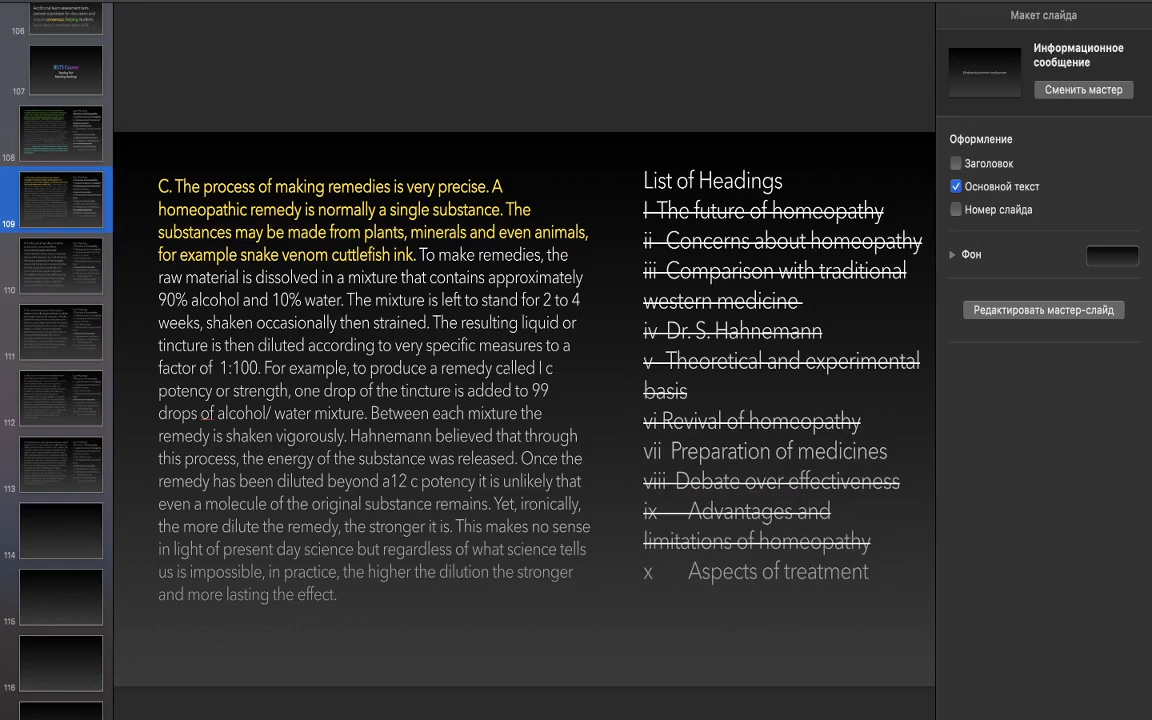 Additional team assessment tasks
106
IELTS Course
107
108
109
110
111
112
113
114
115
116
C. The process of making remedies is very precise. A
homeopathic remedy is normally a single substance. The
substances may be made from plants, minerals and even animals,
for example snake venom cuttlefish ink. To make remedies, the
raw material is dissolved in a mixture that contains approximately
90% alcohol and 10% water. The mixture is left to stand for 2 to 4
weeks, shaken occasionally then strained. The resulting liquid or
tincture is then diluted according to very specific measures to a
factor of 1:100. For example, to produce a remedy called I c
potency or strength, one drop of the tincture is added to 99
drops of alcohol/ water mixture. Between each mixture the
remedy is shaken vigorously. Hahnemann believed that through
this process, the energy of the substance was released. Once the
remedy has been diluted beyond a12 c potency it is unlikely that
even a molecule of the original substance remains. Yet, ironically,
the more dilute the remedy, the stronger it is. This makes no sense
in light of present day science but regardless of what science tells
us is impossible, in practice, the higher the dilution the stronger
and more lasting the effect.
List of Headings
I The future of homeopathy
ii Concerns about homeopathy
iii Comparison with traditional
western medicine
iv Dr. S. Hahnemann
v Theoretical and experimental
basis
vi Revival of homeopathy
vii Preparation of medicines
viii Debate over effectiveness
ix Advantages and
limitations of homeopathy
x Aspects of treatment
Макет слайда
Информационное
сообщение
Сменить мастер
Оформление
Заголовок
Основной текст
Номер слайда
Фон
Редактировать мастер-слайд